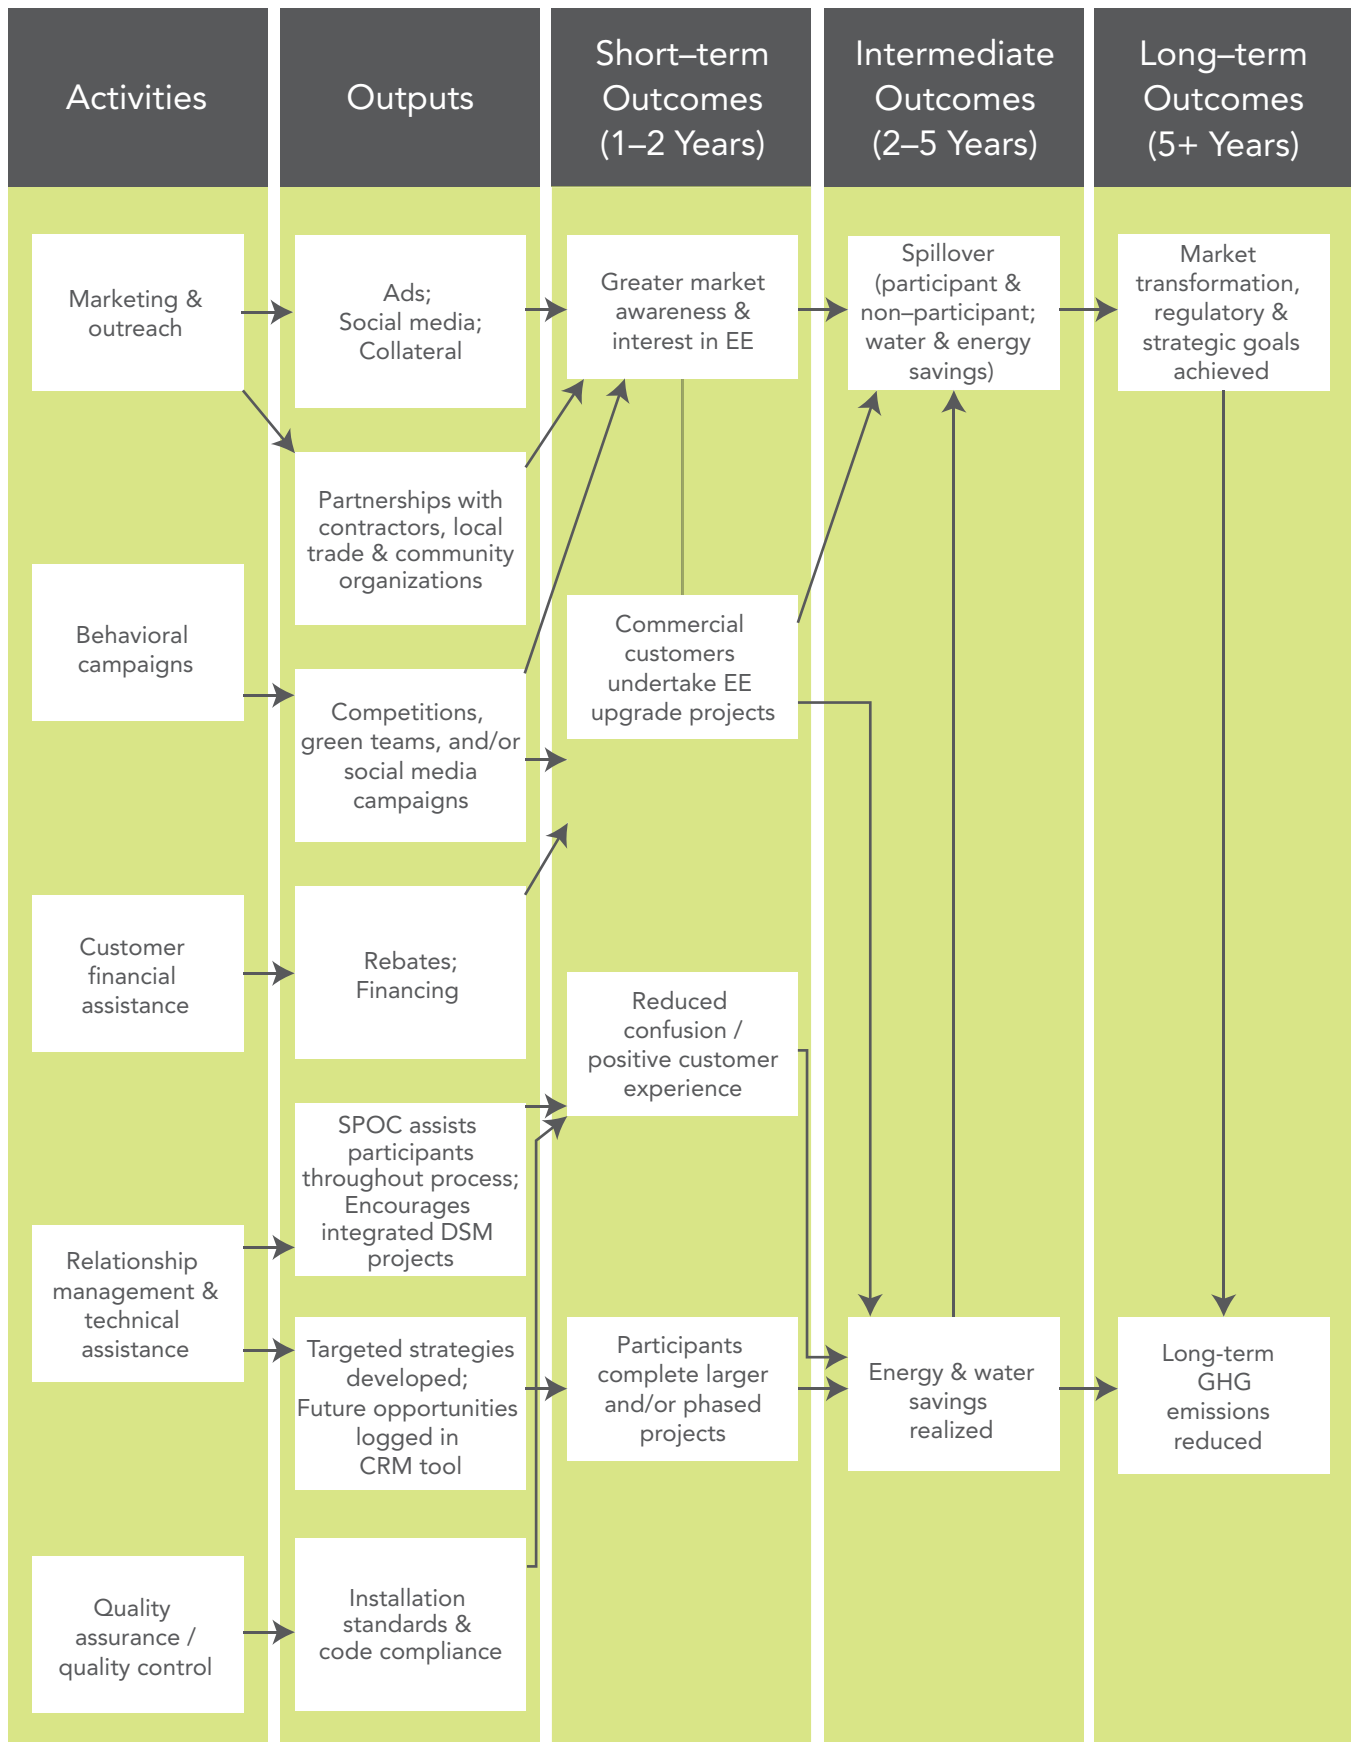 Activities
Outputs
Short–term
Outcomes
(1–2 Years)
Intermediate
Outcomes
(2–5 Years)
Long–term
Outcomes
(5+ Years)
Marketing &
outreach
Behavioral
campaigns
Customer
financial
assistance
Relationship
management &
technical
assistance
Quality
assurance /
quality control
Ads;
Social media;
Collateral
Partnerships with
contractors, local
trade & community
organizations
Competitions,
green teams, and/or
social media
campaigns
Rebates;
Financing
SPOC assists
participants
throughout process;
Encourages
integrated DSM
projects
Targeted strategies
developed;
Future opportunities
logged in
CRM tool
Installation
standards &
code compliance
Greater market
awareness &
interest in EE
Commercial
customers
undertake EE
upgrade projects
Reduced
confusion /
positive customer
experience
Participants
complete larger
and/or phased
projects
Spillover
(participant &
non–participant;
water & energy
savings)
Energy & water
savings
realized
Market
transformation,
regulatory &
strategic goals
achieved
Long-term
GHG
emissions
reduced